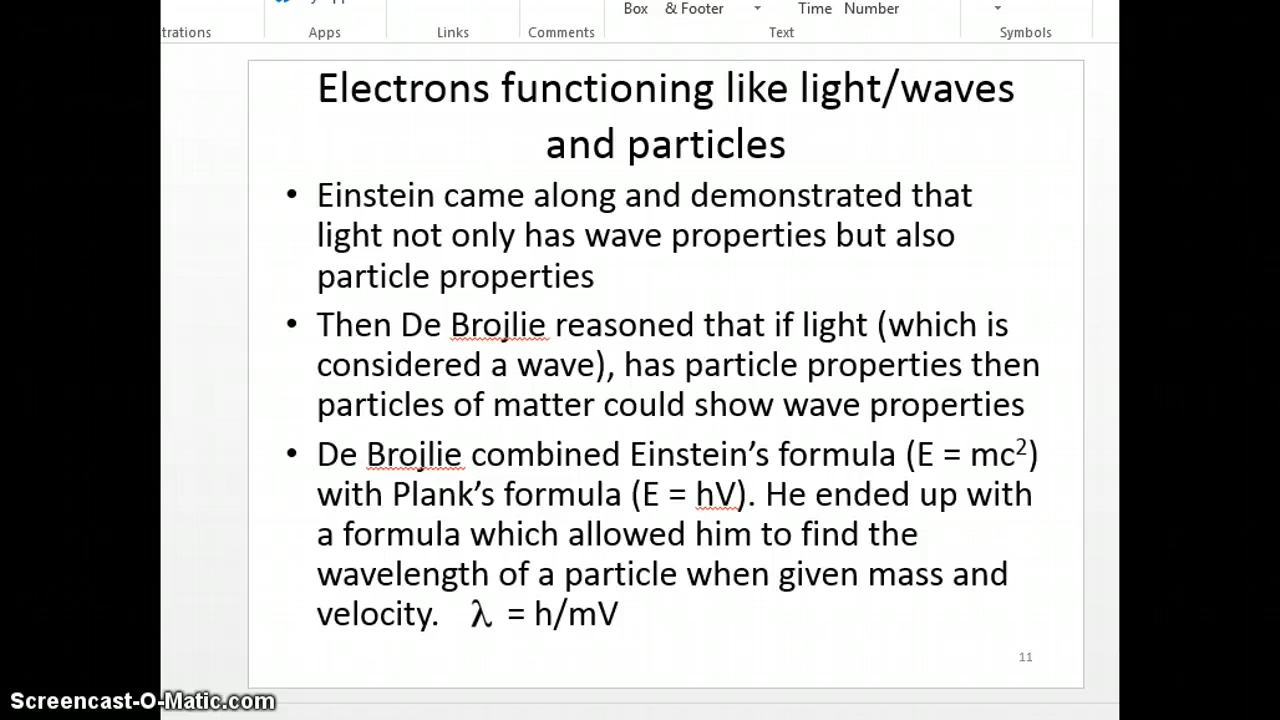 Box & Footer Time Number
trations Apps Links Comments Text Symbols
Electrons functioning like light/waves
and particles
• Einstein came along and demonstrated that
light not only has wave properties but also
particle properties
• Then De Brojlie reasoned that if light (which is
considered a wave), has particle properties then
particles of matter could show wave properties
• De Brojlie combined Einstein’s formula (E = mc²)
with Plank’s formula (E = hV). He ended up with
a formula which allowed him to find the
wavelength of a particle when given mass and
velocity. λ = h/mV
11
Screencast-O-Matic.com